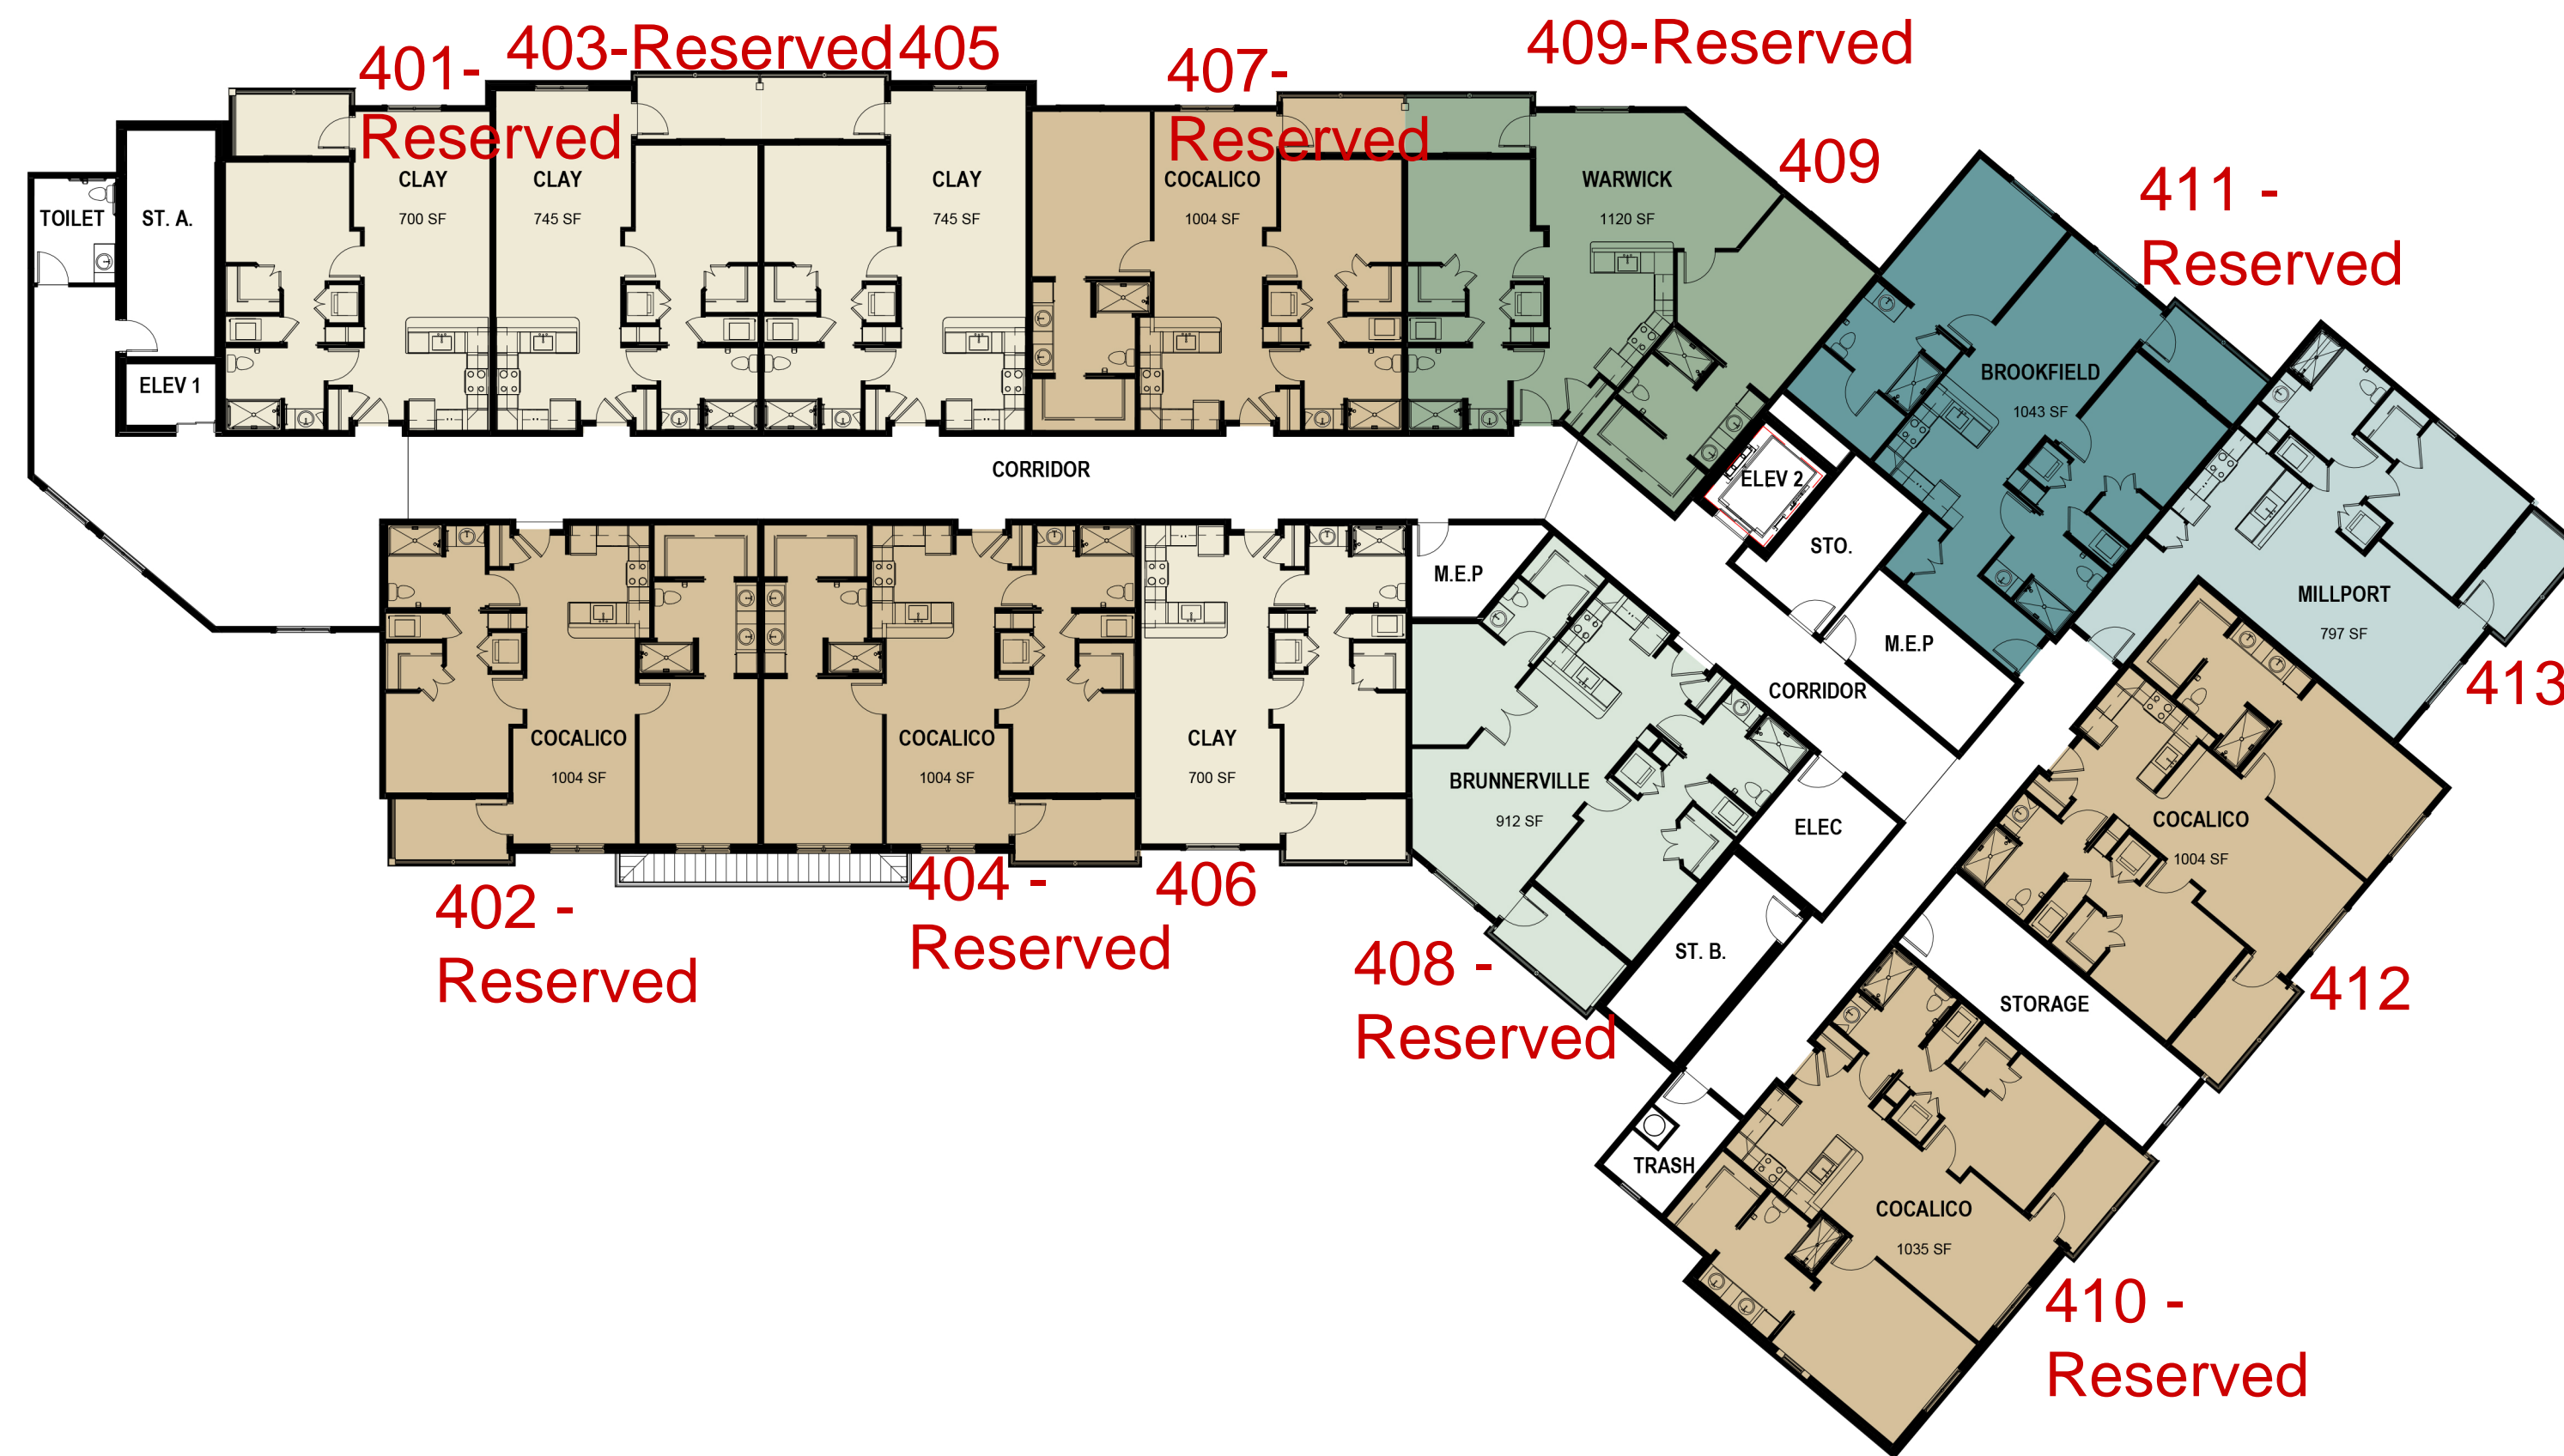 401-
Reserved
403-Reserved
405
407-
Reserved
409-Reserved
409
411 -
Reserved
TOILET
ST. A.
ELEV 1
CLAY
700 SF
CLAY
745 SF
CLAY
745 SF
COCALICO
1004 SF
WARWICK
1120 SF
BROOKFIELD
1043 SF
MILLPORT
797 SF
413
CORRIDOR
ELEV 2
STO.
M.E.P
M.E.P
CORRIDOR
COCALICO
1004 SF
COCALICO
1004 SF
CLAY
700 SF
BRUNNERVILLE
912 SF
ELEC
COCALICO
1004 SF
402 -
Reserved
404 -
Reserved
406
408 -
Reserved
ST. B.
STORAGE
412
TRASH
COCALICO
1035 SF
410 -
Reserved